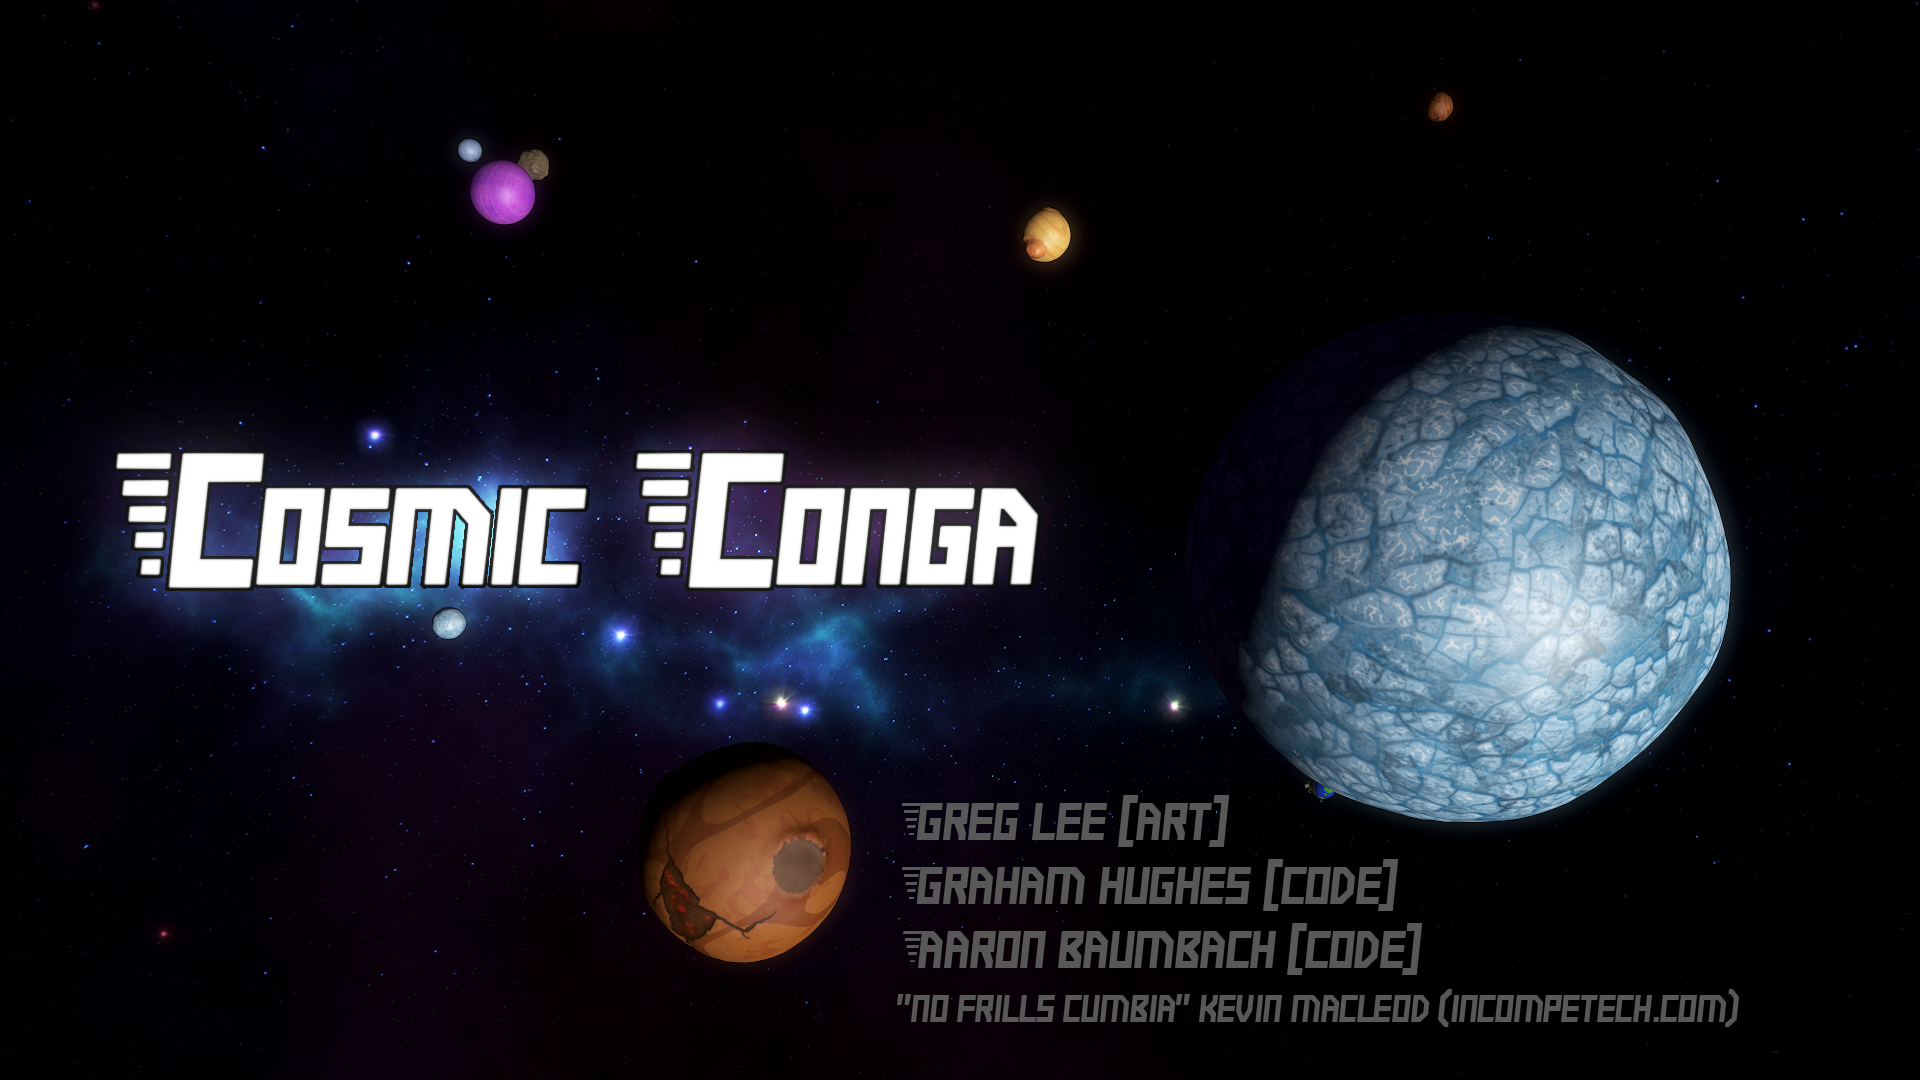 Cosmic Conga
GREG LEE [ART]
GRAHAM HUGHES [CODE]
AARON BAUMBACH [CODE]
"NO FRILLS CUMBIA" KEVIN MACLEOD (INCOMPETECH.COM)